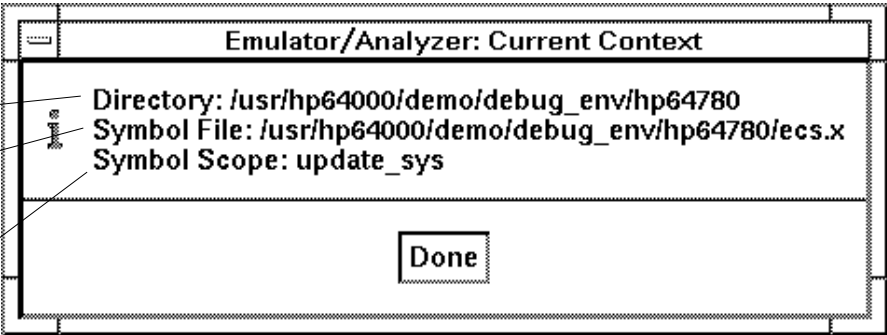 Emulator/Analyzer: Current Context
Directory: /usr/hp64000/demo/debug_env/hp64780
Symbol File: /usr/hp64000/demo/debug_env/hp64780/ecs.x
Symbol Scope: update_sys
Done